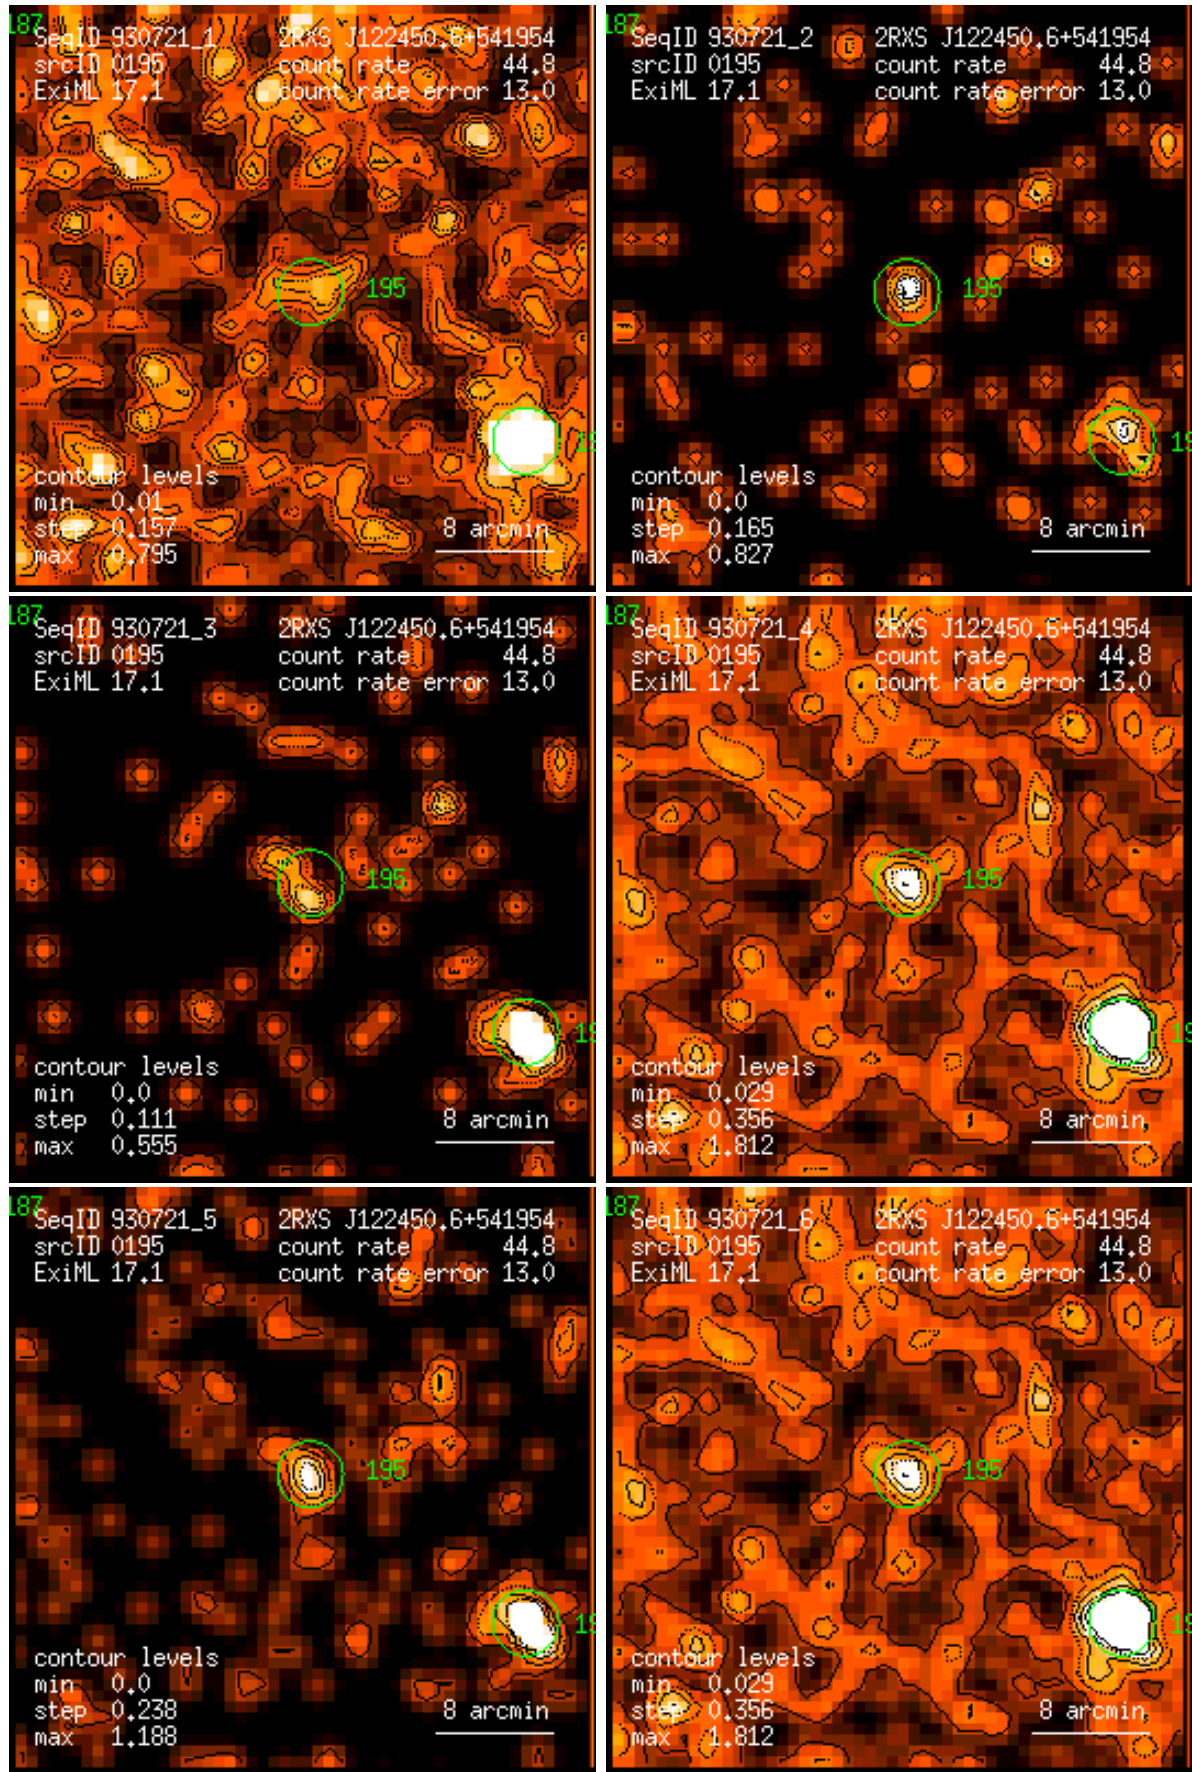 187
SeqID 930721_1 2RXS J122450.6+541954
srcID 0195 count rate 44.8
ExiML 17.1 count rate error 13.0
195
19
contour levels
min 0.01
step 0.157 8 arcmin
max 0.795
187
SeqID 930721_2 2RXS J122450.6+541954
srcID 0195 count rate 44.8
ExiML 17.1 count rate error 13.0
195
19
contour levels
min 0.0
step 0.165 8 arcmin
max 0.827
187
SeqID 930721_3 2RXS J122450.6+541954
srcID 0195 count rate 44.8
ExiML 17.1 count rate error 13.0
195
19
contour levels
min 0.0
step 0.111 8 arcmin
max 0.555
187
SeqID 930721_4 2RXS J122450.6+541954
srcID 0195 count rate 44.8
ExiML 17.1 count rate error 13.0
195
19
contour levels
min 0.029
step 0.356 8 arcmin
max 1.812
187
SeqID 930721_5 2RXS J122450.6+541954
srcID 0195 count rate 44.8
ExiML 17.1 count rate error 13.0
195
19
contour levels
min 0.0
step 0.238 8 arcmin
max 1.188
187
SeqID 930721_6 2RXS J122450.6+541954
srcID 0195 count rate 44.8
ExiML 17.1 count rate error 13.0
195
19
contour levels
min 0.029
step 0.356 8 arcmin
max 1.812